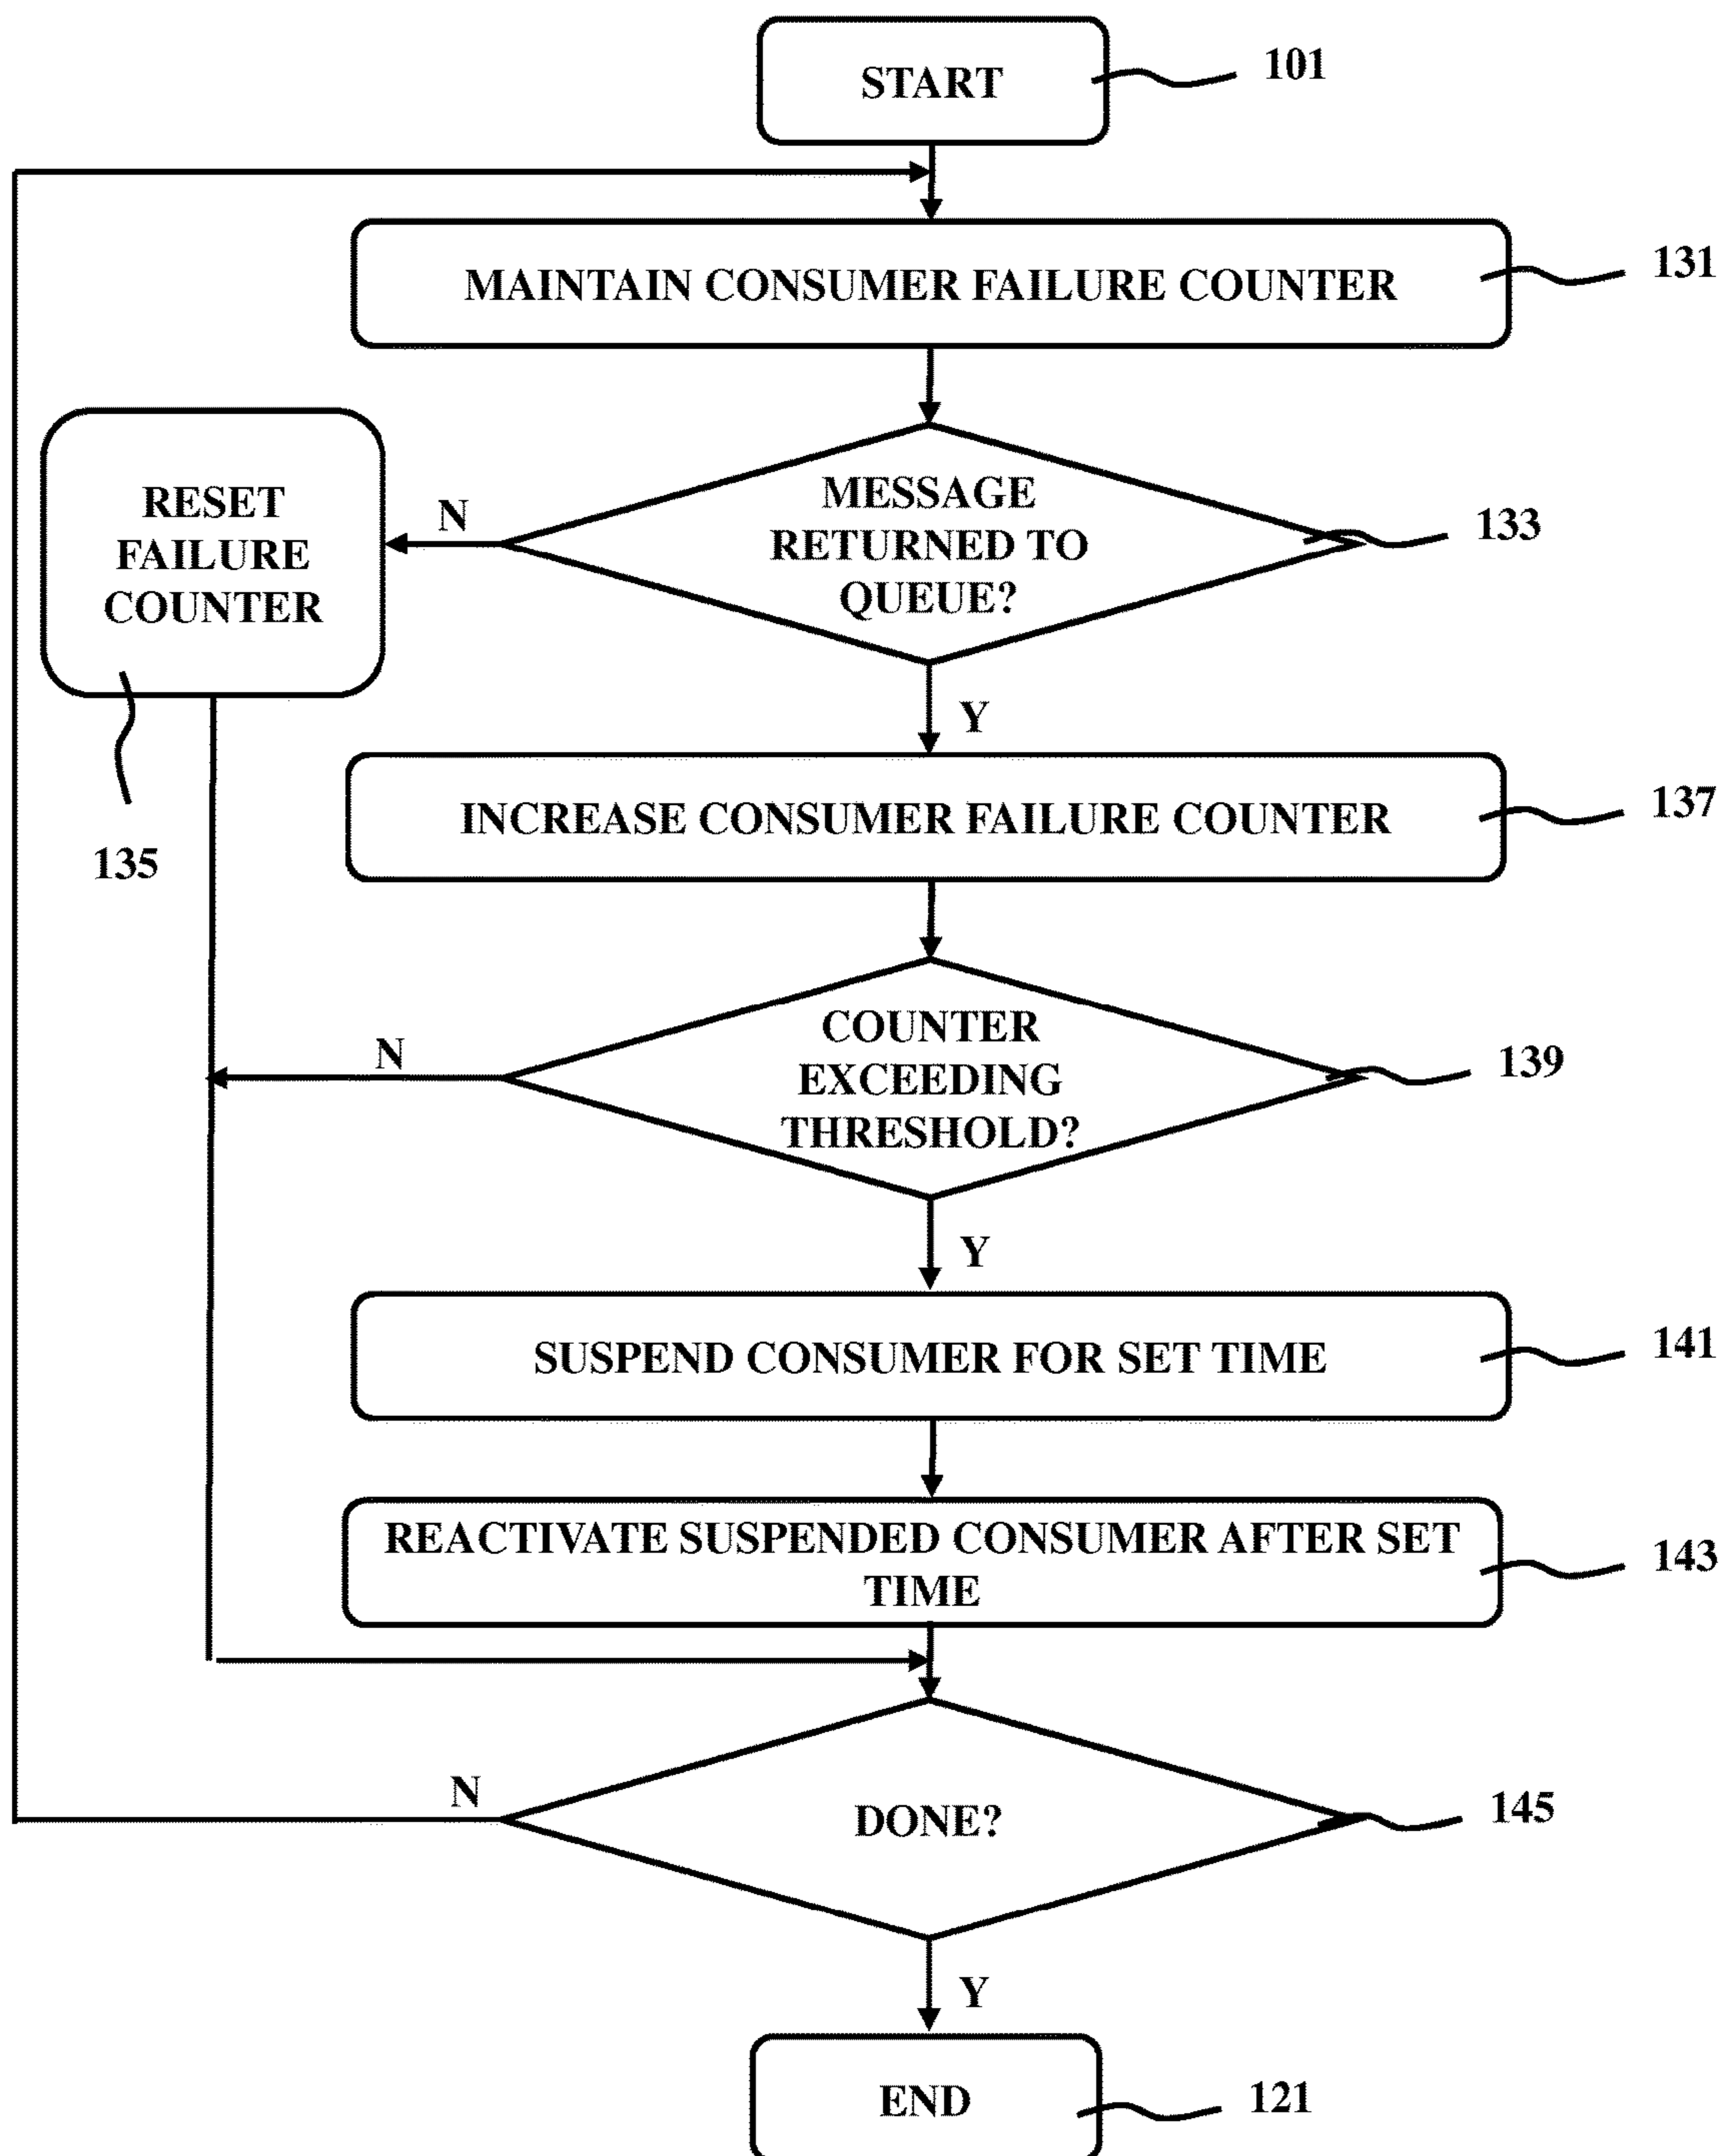 START
101
MAINTAIN CONSUMER FAILURE COUNTER
131
MESSAGE
RETURNED TO
QUEUE?
133
N
RESET
FAILURE
COUNTER
135
Y
INCREASE CONSUMER FAILURE COUNTER
137
COUNTER
EXCEEDING
THRESHOLD?
139
N
Y
SUSPEND CONSUMER FOR SET TIME
141
REACTIVATE SUSPENDED CONSUMER AFTER SET
TIME
143
DONE?
145
N
Y
END
121